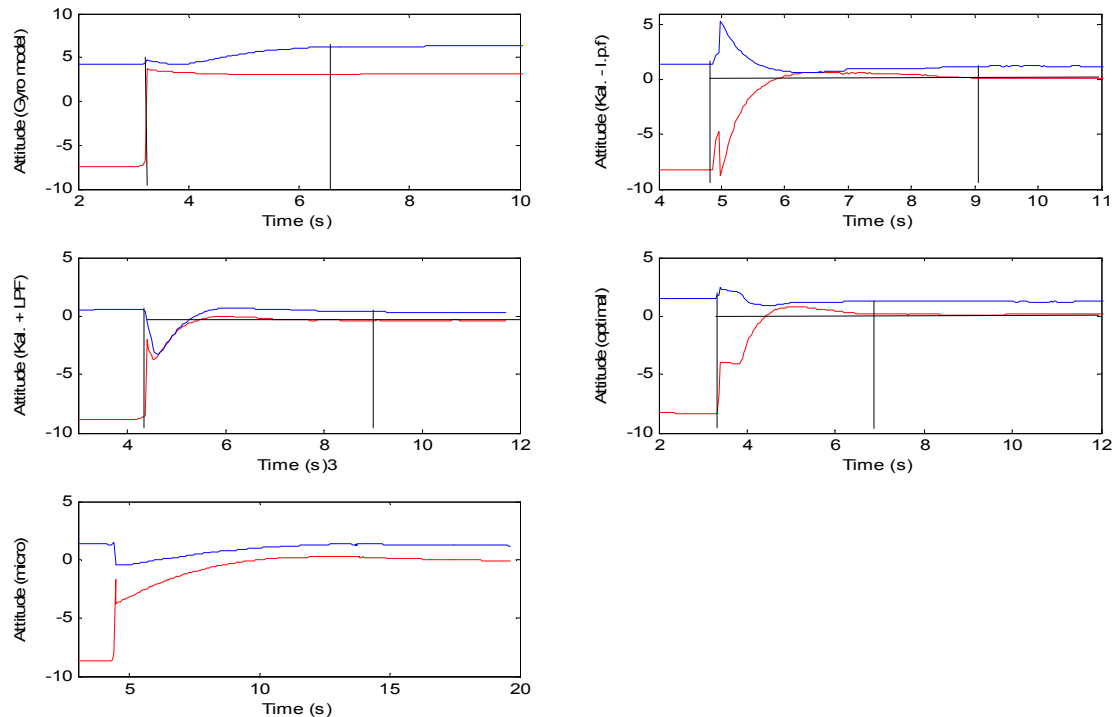 10
5
0
-5
-10
Attitude (Gyro model)
2 4 6 8 10
Time (s)
5
0
-5
-10
Attitude (Kal. - l.p.f)
4 5 6 7 8 9 10 11
Time (s)
5
0
-5
-10
Attitude (Kal. + LPF)
4 6 8 10 12
Time (s)3
5
0
-5
-10
Attitude (optimal)
2 4 6 8 10 12
Time (s)
5
0
-5
-10
Attitude (micro)
5 10 15 20
Time (s)